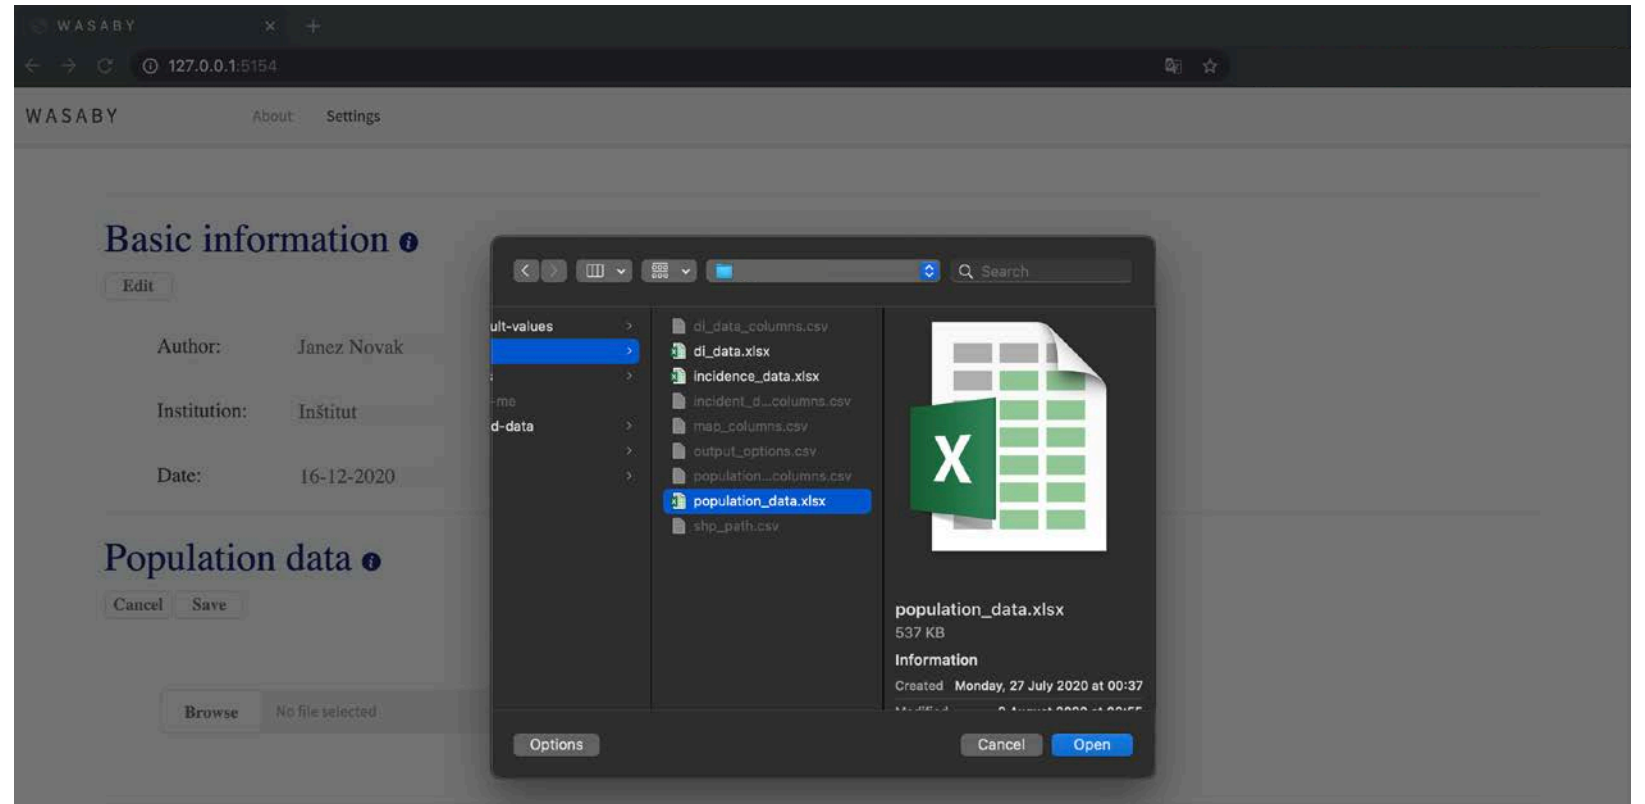 WASABY
127.0.0.1:5154
WASABY About Settings
Basic information
Edit
Author: Janez Novak
Institution: Inštitut
Date: 16-12-2020
Population data
Cancel Save
Browse No file selected
Search
ult-values
-me
d-data
di_data_columns.csv
di_data.xlsx
incidence_data.xlsx
incident_d...columns.csv
map_columns.csv
output_options.csv
population...columns.csv
population_data.xlsx
shp_path.csv
X
population_data.xlsx
537 KB
Information
Created Monday, 27 July 2020 at 00:37
Options Cancel Open